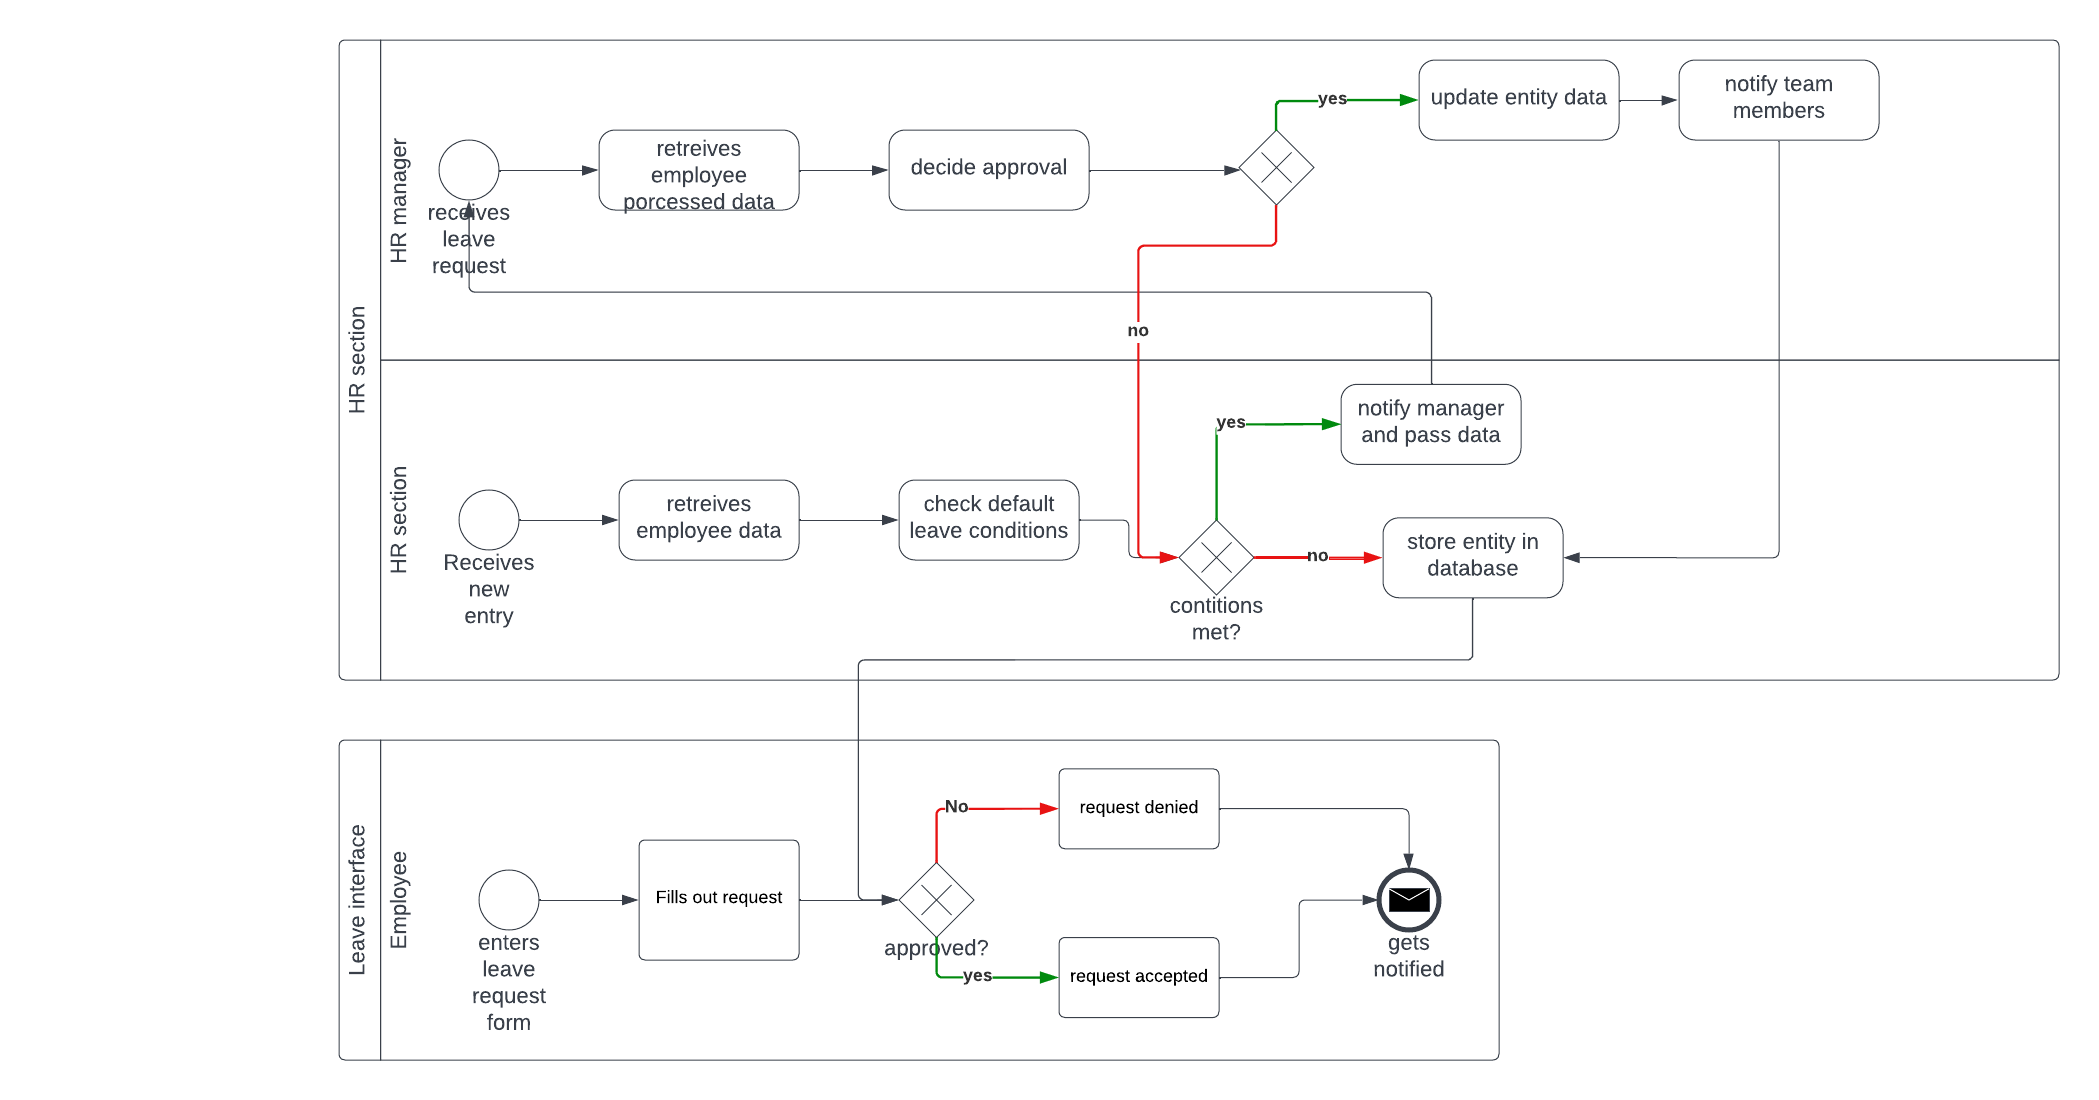 HR section
HR manager
receives
leave
request
retreives
employee
porcessed data
decide approval
yes
update entity data
notify team
members
no
HR section
Receives
new
entry
retreives
employee data
check default
leave conditions
contitions
met?
yes
notify manager
and pass data
no
store entity in
database
Leave interface
Employee
enters
leave
request
form
Fills out request
approved?
No
request denied
yes
request accepted
gets
notified